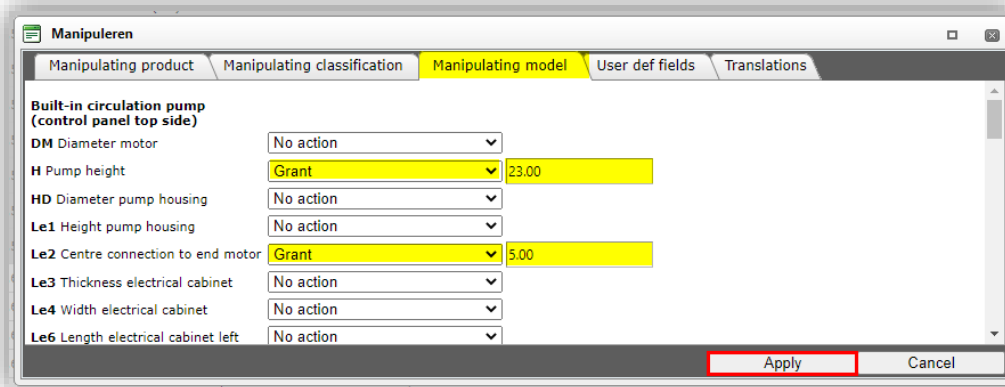 Manipuleren
Manipulating product Manipulating classification Manipulating model User def fields Translations
Built-in circulation pump
(control panel top side)
DM Diameter motor No action
H Pump height Grant 23.00
HD Diameter pump housing No action
Le1 Height pump housing No action
Le2 Centre connection to end motor Grant 5.00
Le3 Thickness electrical cabinet No action
Le4 Width electrical cabinet No action
Le6 Length electrical cabinet left No action
Apply Cancel